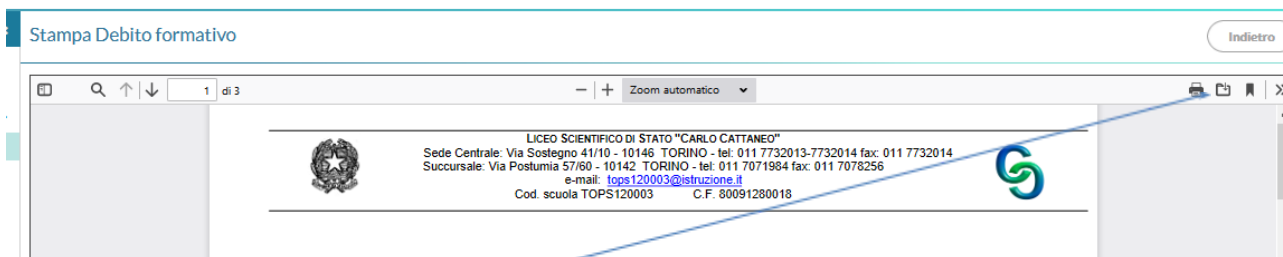 Stampa Debito formativo
Indietro
1 di 3
Zoom automatico
LICEO SCIENTIFICO DI STATO "CARLO CATTANEO"
Sede Centrale: Via Sostegno 41/10 - 10146 TORINO - tel: 011 7732013-7732014 fax: 011 7732014
Succursale: Via Postumia 57/60 - 10142 TORINO - tel: 011 7071984 fax: 011 7078256
e-mail: tops120003@istruzione.it
Cod. scuola TOPS120003 C.F. 80091280018